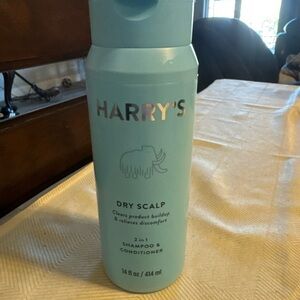 HARRY'S
DRY SCALP
Clears product buildup
& relieves discomfort
2 in 1
SHAMPOO &
CONDITIONER
14 fl oz / 414 ml